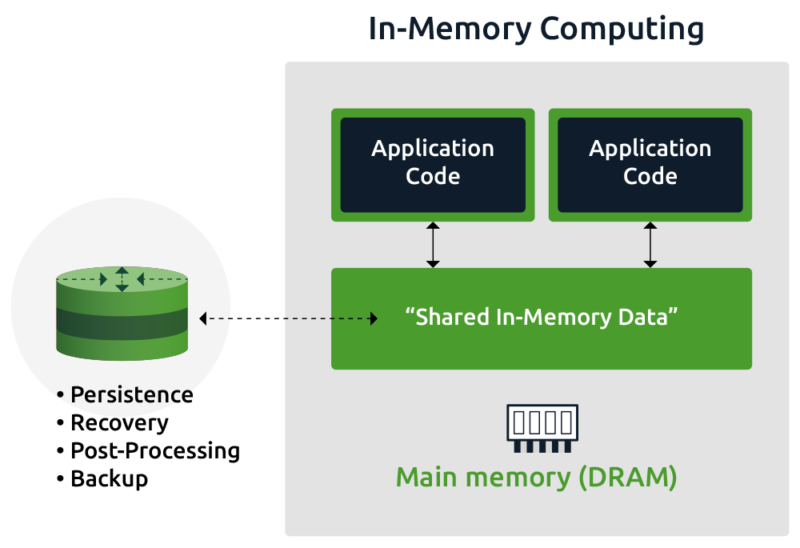 In-Memory Computing
Application
Code
Application
Code
“Shared In-Memory Data”
• Persistence
• Recovery
• Post-Processing
• Backup
Main memory (DRAM)